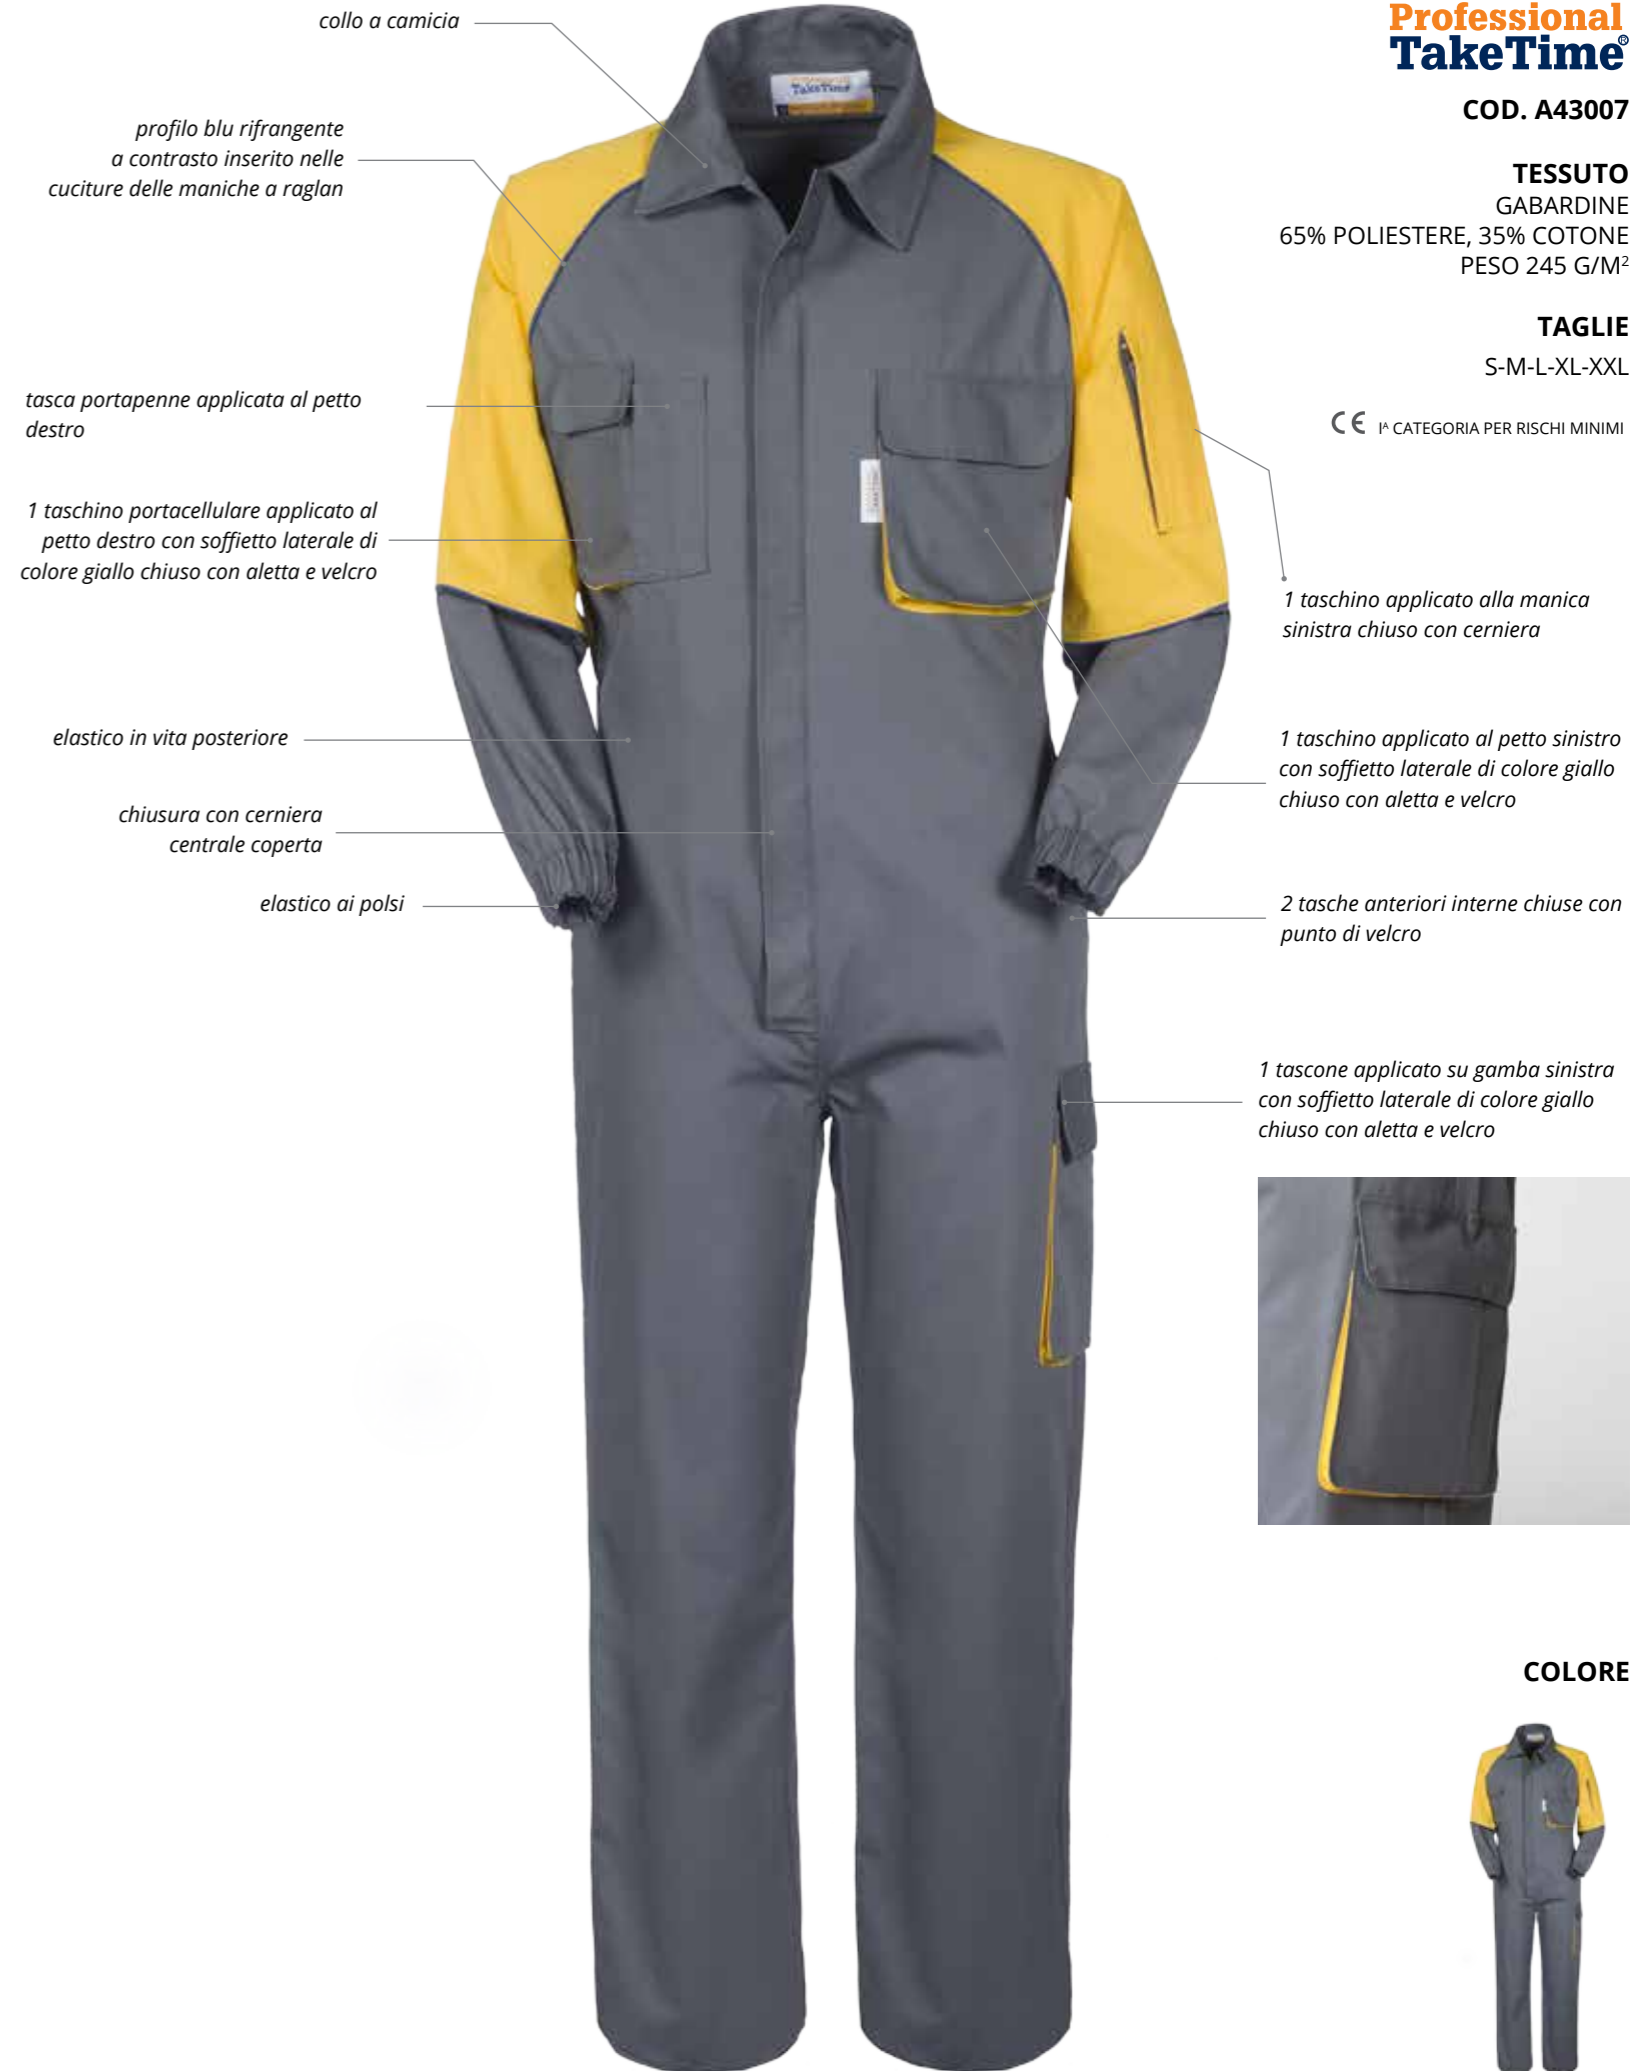 collo a camicia
profilo blu rifrangente
a contrasto inserito nelle
cuciture delle maniche a raglan
tasca portapenne applicata al petto
destro
1 taschino portacellulare applicato al
petto destro con soffietto laterale di
colore giallo chiuso con aletta e velcro
elastico in vita posteriore
chiusura con cerniera
centrale coperta
elastico ai polsi
TakeTime
Professional
TakeTime®
COD. A43007
TESSUTO
GABARDINE
65% POLIESTERE, 35% COTONE
PESO 245 G/M²
TAGLIE
S-M-L-XL-XXL
CE Iᴬ CATEGORIA PER RISCHI MINIMI
1 taschino applicato alla manica
sinistra chiuso con cerniera
1 taschino applicato al petto sinistro
con soffietto laterale di colore giallo
chiuso con aletta e velcro
2 tasche anteriori interne chiuse con
punto di velcro
1 tascone applicato su gamba sinistra
con soffietto laterale di colore giallo
chiuso con aletta e velcro
COLORE